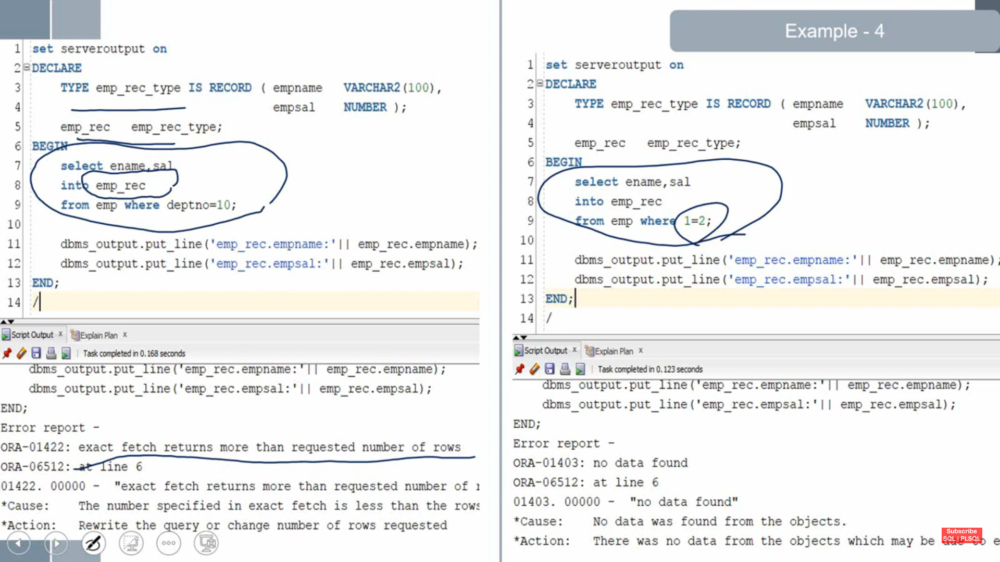 Example - 4
1 set serveroutput on
2 DECLARE
3 TYPE emp_rec_type IS RECORD ( empname VARCHAR2(100),
4 empsal NUMBER );
5 emp_rec emp_rec_type;
6 BEGIN
7 select ename,sal
8 into emp_rec
9 from emp where deptno=10;
10
11 dbms_output.put_line('emp_rec.empname:'|| emp_rec.empname);
12 dbms_output.put_line('emp_rec.empsal:'|| emp_rec.empsal);
13 END;
14 /
Script Output x Explain Plan x
Task completed in 0.168 seconds
dbms_output.put_line('emp_rec.empname:'|| emp_rec.empname);
dbms_output.put_line('emp_rec.empsal:'|| emp_rec.empsal);
END;
Error report -
ORA-01422: exact fetch returns more than requested number of rows
ORA-06512: at line 6
01422. 00000 - "exact fetch returns more than requested number of
*Cause: The number specified in exact fetch is less than the rows
*Action: Rewrite the query or change number of rows requested
1 set serveroutput on
2 DECLARE
3 TYPE emp_rec_type IS RECORD ( empname VARCHAR2(100),
4 empsal NUMBER );
5 emp_rec emp_rec_type;
6 BEGIN
7 select ename,sal
8 into emp_rec
9 from emp where 1=2;
10
11 dbms_output.put_line('emp_rec.empname:'|| emp_rec.empname);
12 dbms_output.put_line('emp_rec.empsal:'|| emp_rec.empsal);
13 END;
14 /
Script Output x Explain Plan x
Task completed in 0.123 seconds
dbms_output.put_line('emp_rec.empname:'|| emp_rec.empname);
dbms_output.put_line('emp_rec.empsal:'|| emp_rec.empsal);
END;
Error report -
ORA-01403: no data found
ORA-06512: at line 6
01403. 00000 - "no data found"
*Cause: No data was found from the objects.
*Action: There was no data from the objects which may be due to
Subscribe
SQL | PLSQL